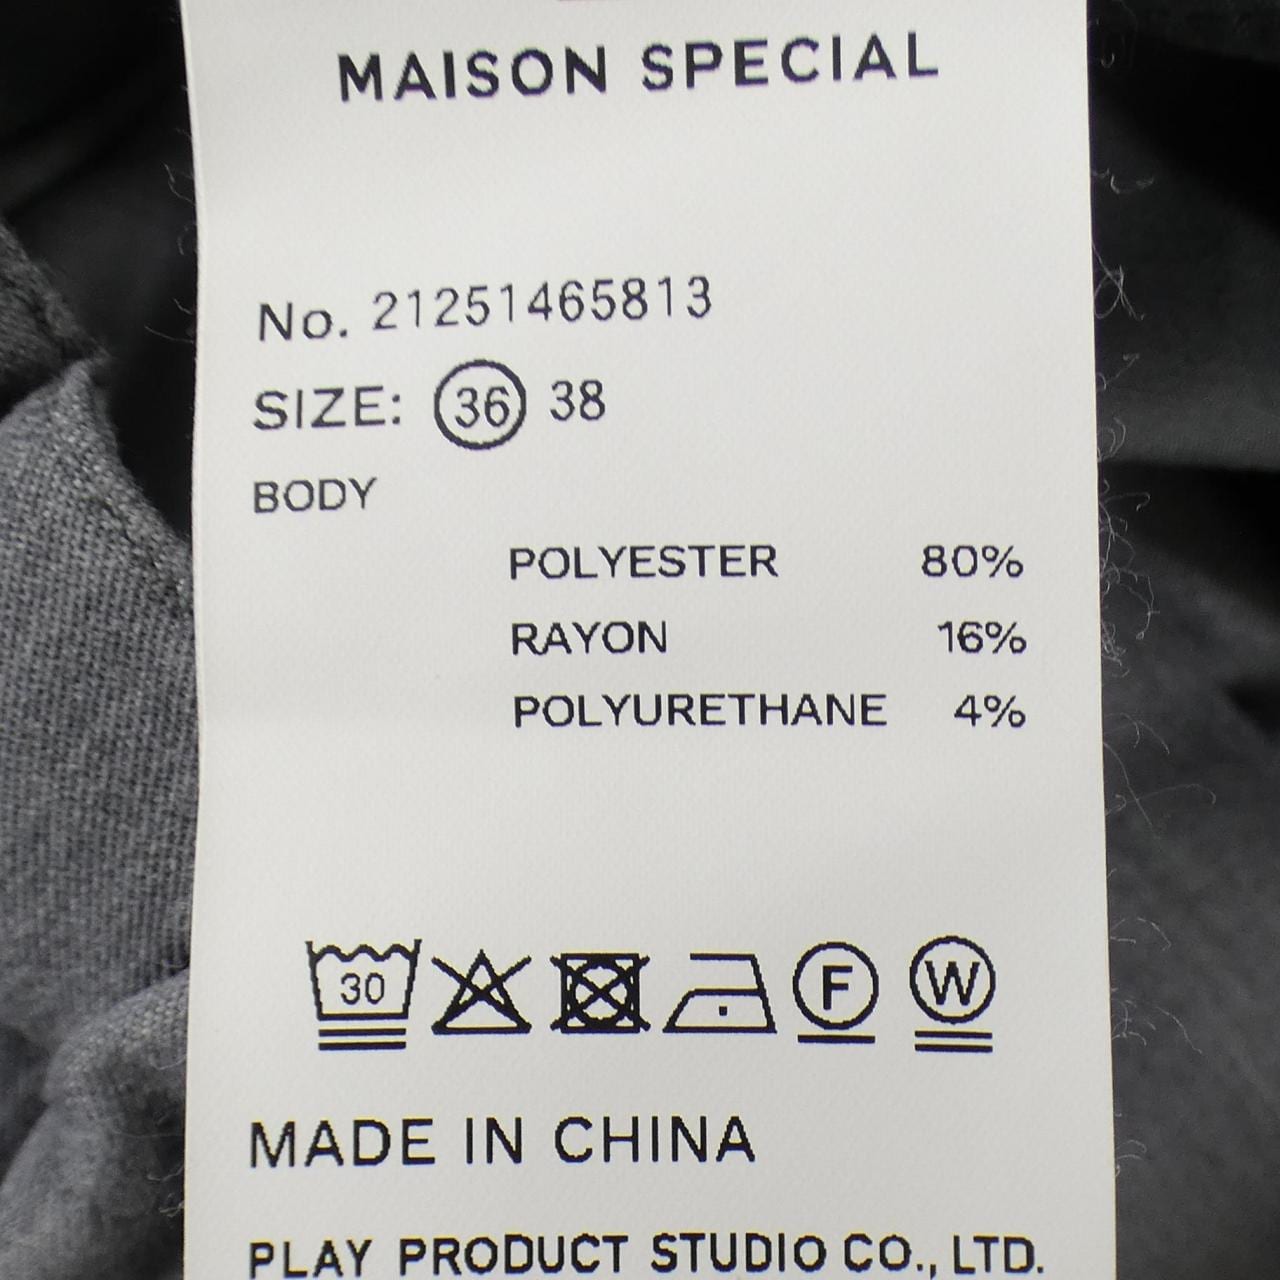 MAISON SPECIAL
No. 21251465813
SIZE: 36 38
BODY
POLYESTER 80%
RAYON 16%
POLYURETHANE 4%
30 F W
MADE IN CHINA
PLAY PRODUCT STUDIO CO., LTD.